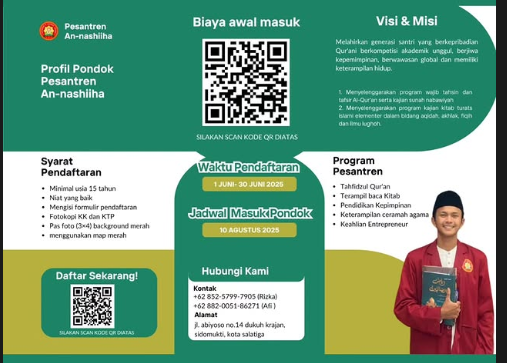 Pesantren
An-nashiiha
Profil Pondok
Pesantren
An-nashiiha
Biaya awal masuk
SILAKAN SCAN KODE QR DIATAS
Visi & Misi
Melahirkan generasi santri yang berkepribadian
Qur'ani berkompetisi akademik unggul, berjiwa
kepemimpinan, berwawasan global dan memiliki
keterampilan hidup.
1. Menyelenggarakan program wajib tahsin dan
tafsir Al-Qur'an serta kajian sunah nabawiyah
2. Menyelenggarakan program kajian kitab turats
islami elementer dalam bidang aqidah, akhlak, fiqih
dan ilmu lughoh.
Syarat
Pendaftaran
• Minimal usia 15 tahun
• Niat yang baik
• Mengisi formulir pendaftaran
• Fotokopi KK dan KTP
• Pas foto (3×4) background merah
• menggunakan map merah
Daftar Sekarang!
SILAKAN SCAN KODE QR DIATAS
Waktu Pendaftaran
1 JUNI- 30 JUNI 2025
Jadwal Masuk Pondok
10 AGUSTUS 2025
Hubungi Kami
Kontak
+62 852-5799-7905 (Rizka)
+62 882-0051-86271 (Afi )
Alamat
jl. abiyoso no.14 dukuh krajan,
sidomukti, kota salatiga
Program
Pesantren
• Tahfidzul Qur'an
• Terampil baca Kitab
• Pendidikan Kepimpinan
• Keterampilan ceramah agama
• Keahlian Entrepreneur